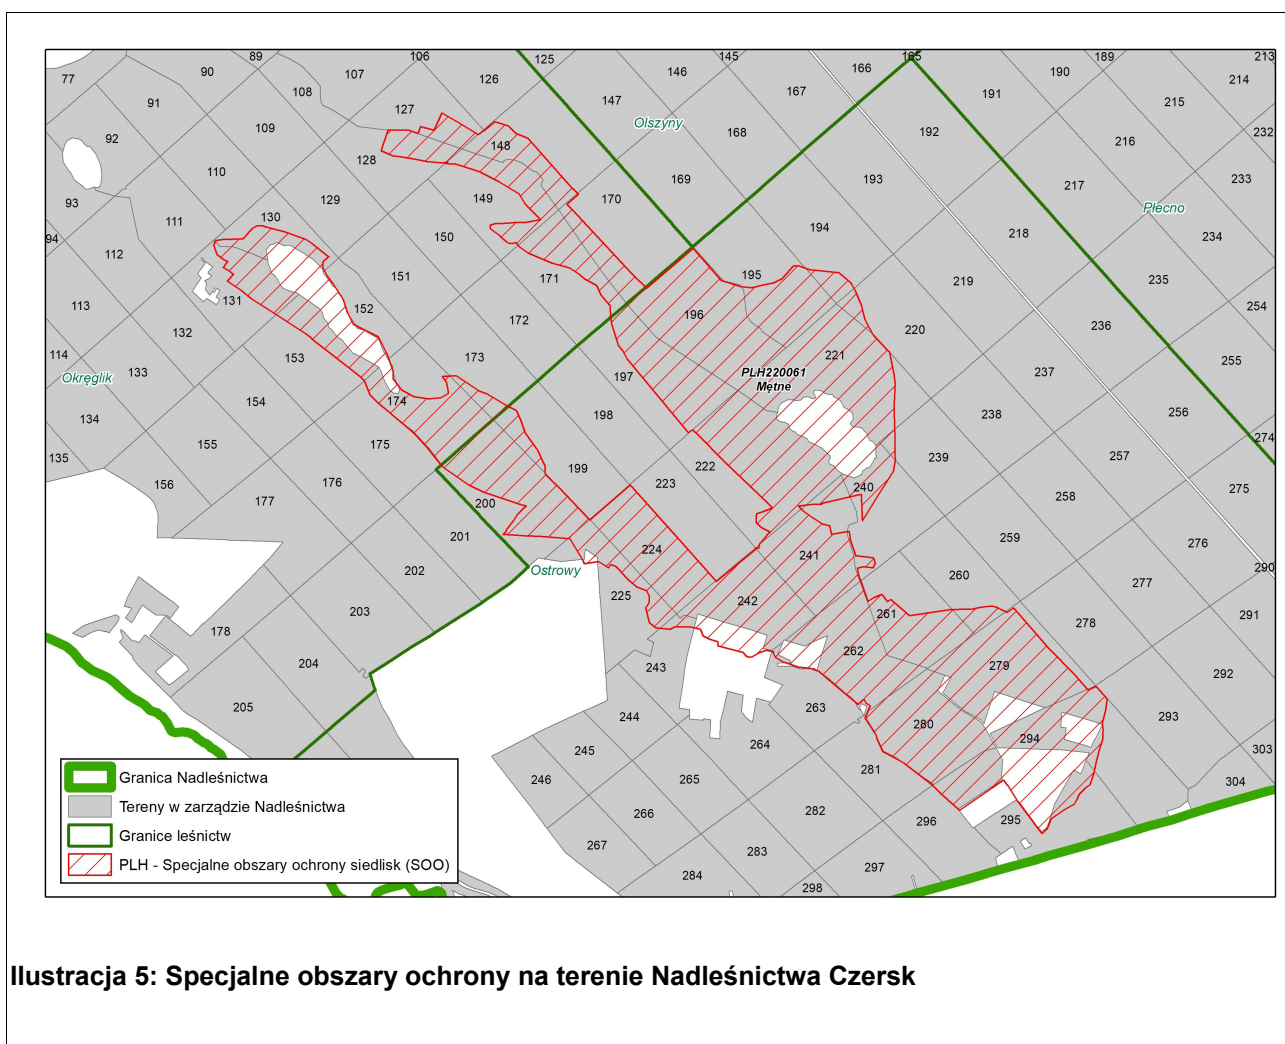 89 106 125 145 165 189 213
77 90 107 126 146 166 190 214
108 147 167 191 215
91 127 Olszyny 168 192 232
92 109 148 216
128 169 193 217 233
110 129 149 170 Płecno
93 111 130 150 194 218 234
94 112 151 171 195 219 235
113 131 152 172 196 220 236 254
114 132 153 173 197 221 255
Okręglik 133 PLH220061 237
Mętne
134 154 174 198 238 256
135 155 175 199 222 239 257 274
156 176 223 240 258 275
177 200 259
201 224 241 276
202 Ostrowy 225 260 277 290
203 242 261 278 291
178 204 243 262 279 292
205 244 263 280 293
245 264 281 294 303
246 265 282 304
266 295
267 283 296
284 297
298
Granica Nadleśnictwa
Tereny w zarządzie Nadleśnictwa
Granice leśnictw
PLH - Specjalne obszary ochrony siedlisk (SOO)
Ilustracja 5: Specjalne obszary ochrony na terenie Nadleśnictwa Czersk